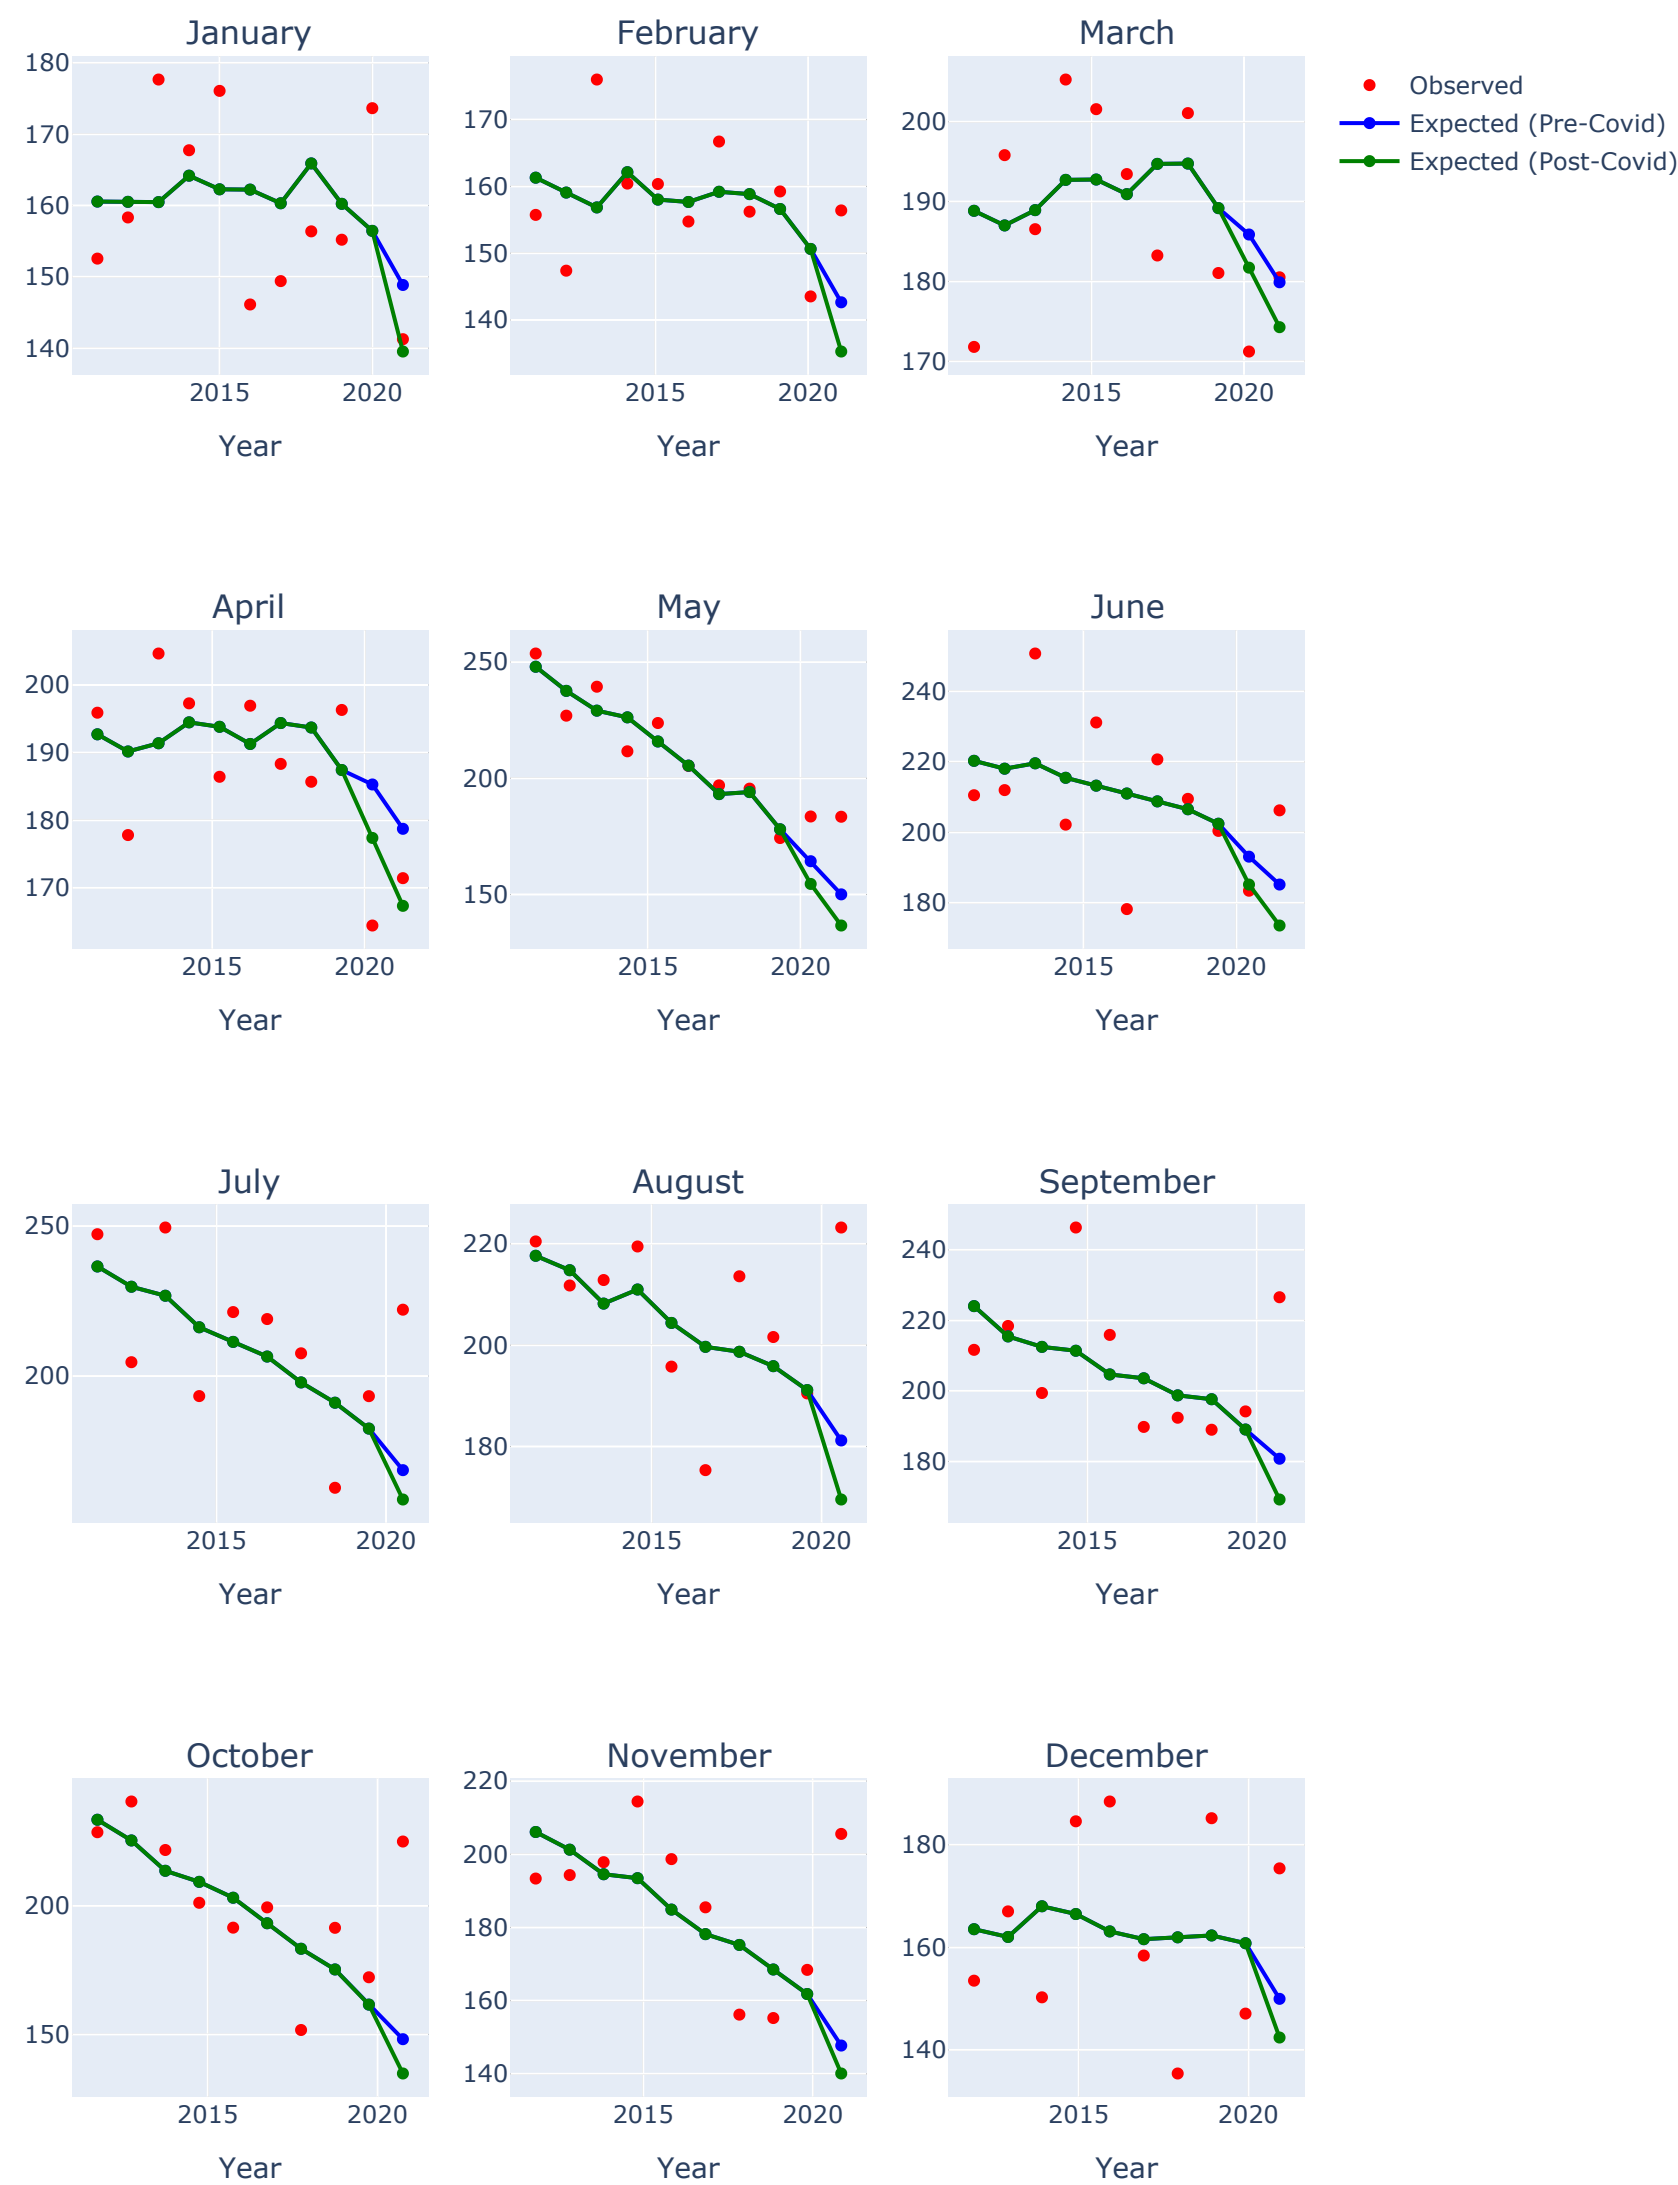 January
February
March
180
170
160
150
140
2015
2020
Year
170
160
150
140
2015
2020
Year
200
190
180
170
2015
2020
Year
Observed
Expected (Pre-Covid)
Expected (Post-Covid)
April
May
June
200
190
180
170
2015
2020
Year
250
200
150
2015
2020
Year
240
220
200
180
2015
2020
Year
July
August
September
250
200
2015
2020
Year
220
200
180
2015
2020
Year
240
220
200
180
2015
2020
Year
October
November
December
200
150
2015
2020
Year
220
200
180
160
140
2015
2020
Year
180
160
140
2015
2020
Year